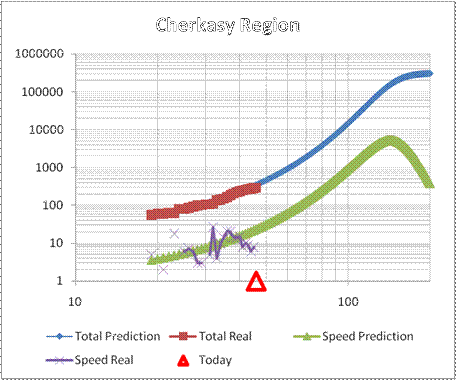 Cherkasy Region
1000000
100000
10000
1000
100
10
1
10
100
Total Prediction
Total Real
Speed Prediction
Speed Real
Today